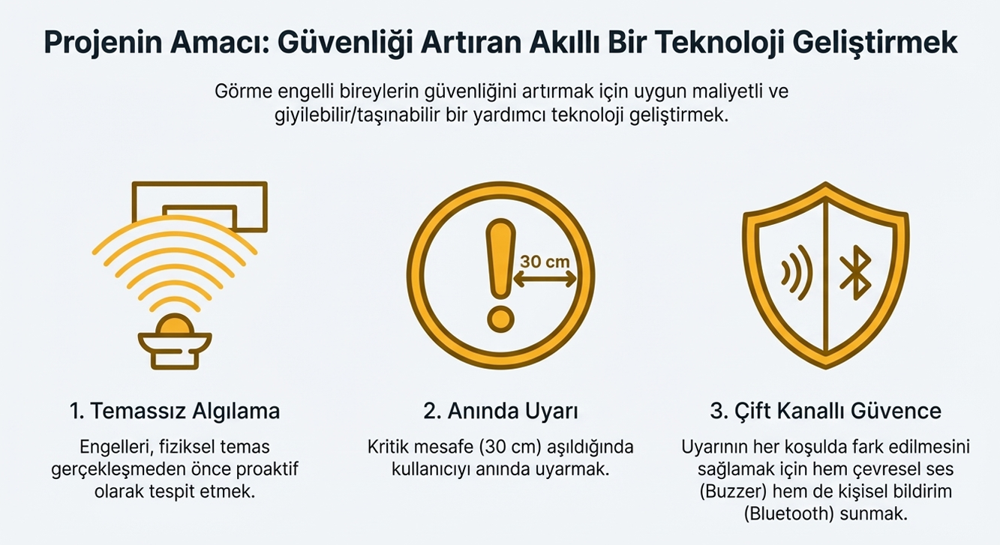 Projenin Amacı: Güvenliği Artıran Akıllı Bir Teknoloji Geliştirmek
Görme engelli bireylerin güvenliğini artırmak için uygun maliyetli ve
giyilebilir/taşınabilir bir yardımcı teknoloji geliştirmek.
30 cm
1. Temassız Algılama
Engelleri, fiziksel temas
gerçekleşmeden önce proaktif
olarak tespit etmek.
2. Anında Uyarı
Kritik mesafe (30 cm) aşıldığında
kullanıcıyı anında uyarmak.
3. Çift Kanallı Güvence
Uyarının her koşulda fark edilmesini
sağlamak için hem çevresel ses
(Buzzer) hem de kişisel bildirim
(Bluetooth) sunmak.